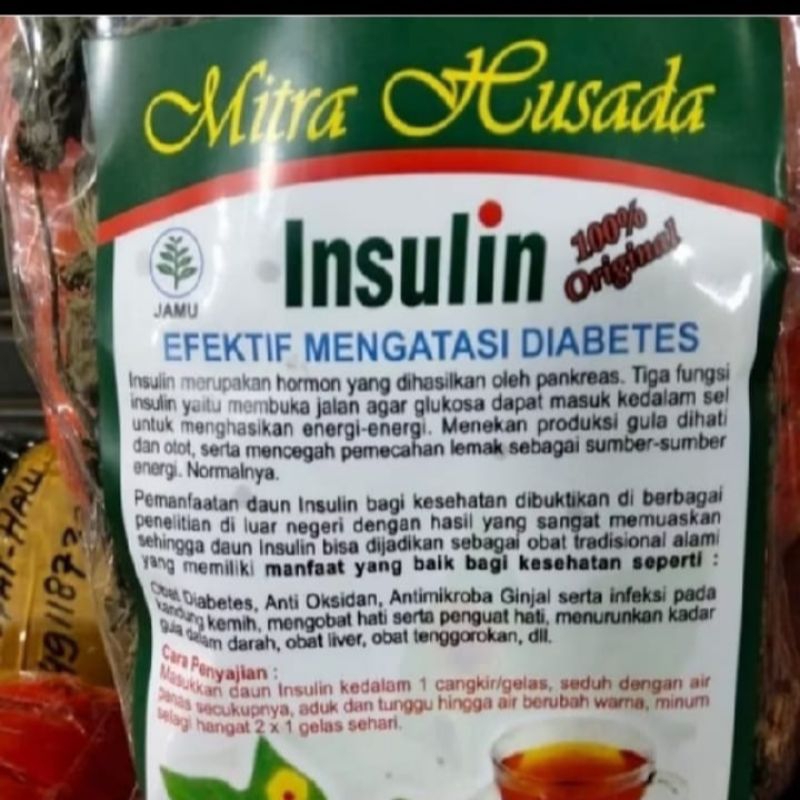 Mitra Husada
JAMU
Insulin
100%
Original
EFEKTIF MENGATASI DIABETES
Insulin merupakan hormon yang dihasilkan oleh pankreas. Tiga fungsi
insulin yaitu membuka jalan agar glukosa dapat masuk kedalam sel
untuk menghasikan energi-energi. Menekan produksi gula dihati
dan otot, serta mencegah pemecahan lemak sebagai sumber-sumber
energi. Normalnya.
Pemanfaatan daun Insulin bagi kesehatan dibuktikan di berbagai
penelitian di luar negeri dengan hasil yang sangat memuaskan
sehingga daun Insulin bisa dijadikan sebagai obat tradisional alami
yang memiliki manfaat yang baik bagi kesehatan seperti :
Obat Diabetes, Anti Oksidan, Antimikroba Ginjal serta infeksi pada
kandung kemih, mengobat hati serta penguat hati, menurunkan kadar
gula dalam darah, obat liver, obat tenggorokan, dll.
Cara Penyajian :
Masukkan daun Insulin kedalam 1 cangkir/gelas, seduh dengan air
panas secukupnya, aduk dan tunggu hingga air berubah warna, minum
selagi hangat 2 x 1 gelas sehari.